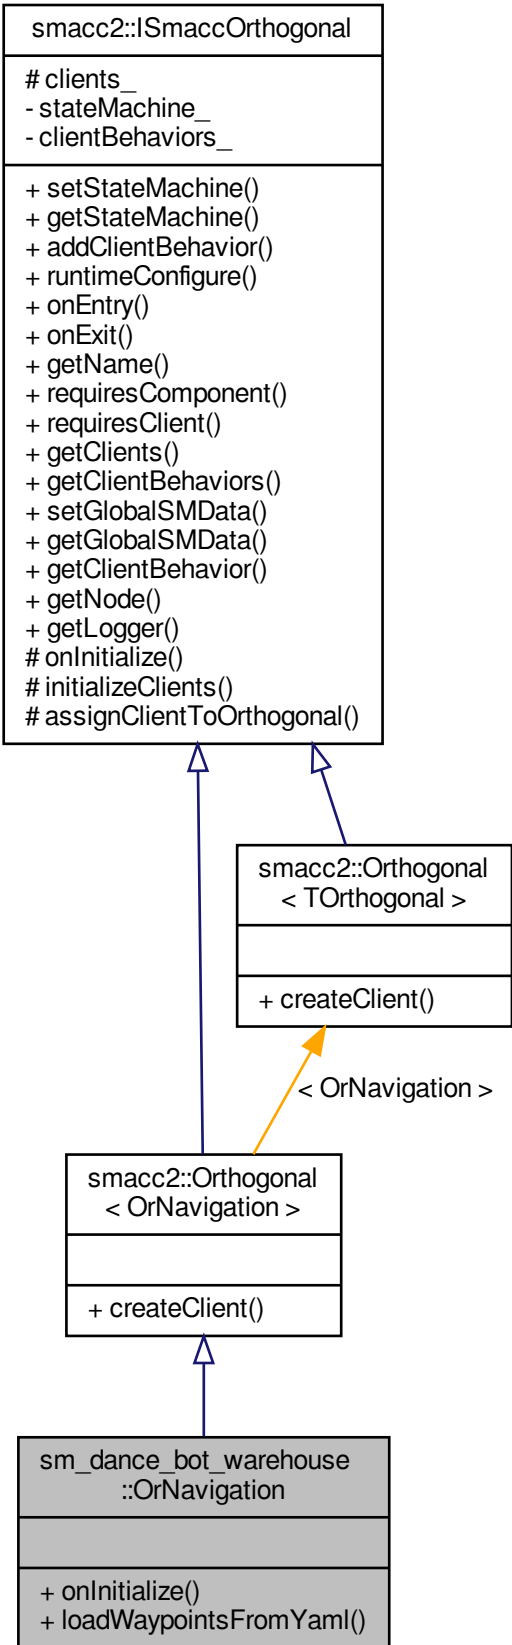 smacc2::ISmaccOrthogonal
# clients_
- stateMachine_
- clientBehaviors_
+ setStateMachine()
+ getStateMachine()
+ addClientBehavior()
+ runtimeConfigure()
+ onEntry()
+ onExit()
+ getName()
+ requiresComponent()
+ requiresClient()
+ getClients()
+ getClientBehaviors()
+ setGlobalSMData()
+ getGlobalSMData()
+ getClientBehavior()
+ getNode()
+ getLogger()
# onInitialize()
# initializeClients()
# assignClientToOrthogonal()
smacc2::Orthogonal
< TOrthogonal >
+ createClient()
< OrNavigation >
smacc2::Orthogonal
< OrNavigation >
+ createClient()
sm_dance_bot_warehouse
::OrNavigation
+ onInitialize()
+ loadWaypointsFromYaml()